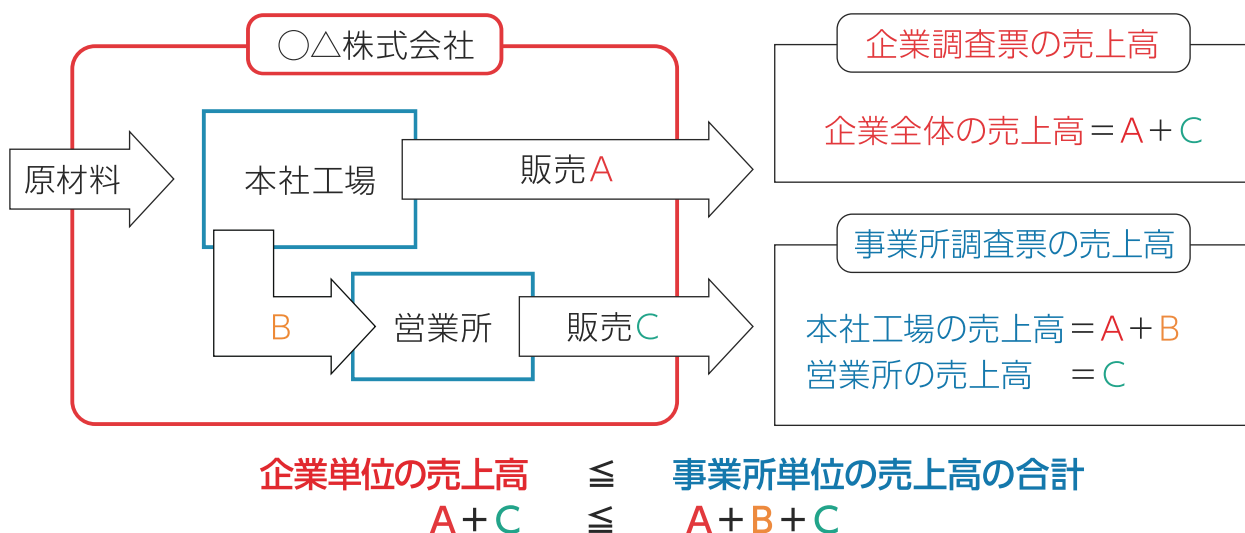 ○△株式会社
原材料
本社工場
販売A
B
営業所
販売C
企業調査票の売上高
企業全体の売上高＝A＋C
事業所調査票の売上高
本社工場の売上高＝A＋B
営業所の売上高　＝C
企業単位の売上高　≦　事業所単位の売上高の合計
A＋C　≦　A＋B＋C